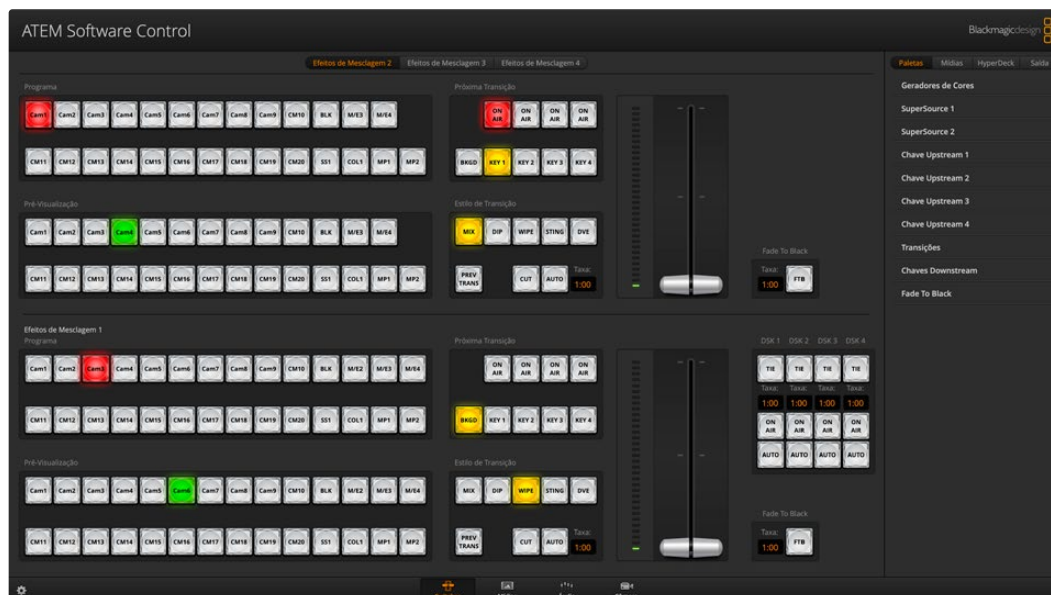 ATEM Software Control
Blackmagicdesign
Efeitos de Mesclagem 2 Efeitos de Mesclagem 3 Efeitos de Mesclagem 4
Paletas Mídias HyperDeck Saída
Programa
Próxima Transição
Cam1 Cam2 Cam3 Cam4 Cam5 Cam6 Cam7 Cam8 Cam9 CM10 BLK M/E3 M/E4
ON AIR ON AIR ON AIR ON AIR
CM11 CM12 CM13 CM14 CM15 CM16 CM17 CM18 CM19 CM20 SS1 COL1 MP1 MP2
BKGD KEY 1 KEY 2 KEY 3 KEY 4
Pré-Visualização
Estilo de Transição
Cam1 Cam2 Cam3 Cam4 Cam5 Cam6 Cam7 Cam8 Cam9 CM10 BLK M/E3 M/E4
MIX DIP WIPE STING DVE
CM11 CM12 CM13 CM14 CM15 CM16 CM17 CM18 CM19 CM20 SS1 COL1 MP1 MP2
PREV TRANS CUT AUTO Taxa: 1:00
Fade To Black
Taxa: 1:00 FTB
Geradores de Cores
SuperSource 1
SuperSource 2
Chave Upstream 1
Chave Upstream 2
Chave Upstream 3
Chave Upstream 4
Transições
Chaves Downstream
Fade To Black
Efeitos de Mesclagem 1
Programa
Próxima Transição
DSK 1 DSK 2 DSK 3 DSK 4
Cam1 Cam2 Cam3 Cam4 Cam5 Cam6 Cam7 Cam8 Cam9 CM10 BLK M/E2 M/E3 M/E4
ON AIR ON AIR ON AIR ON AIR
TIE TIE TIE TIE
Taxa: Taxa: Taxa: Taxa:
1:00 1:00 1:00 1:00
CM11 CM12 CM13 CM14 CM15 CM16 CM17 CM18 CM19 CM20 SS1 COL1 MP1 MP2
BKGD KEY 1 KEY 2 KEY 3 KEY 4
ON AIR ON AIR ON AIR ON AIR
AUTO AUTO AUTO AUTO
Pré-Visualização
Estilo de Transição
Cam1 Cam2 Cam3 Cam4 Cam5 Cam6 Cam7 Cam8 Cam9 CM10 BLK M/E2 M/E3 M/E4
MIX DIP WIPE STING DVE
CM11 CM12 CM13 CM14 CM15 CM16 CM17 CM18 CM19 CM20 SS1 COL1 MP1 MP2
PREV TRANS CUT AUTO Taxa: 1:00
Fade To Black
Taxa: 1:00 FTB